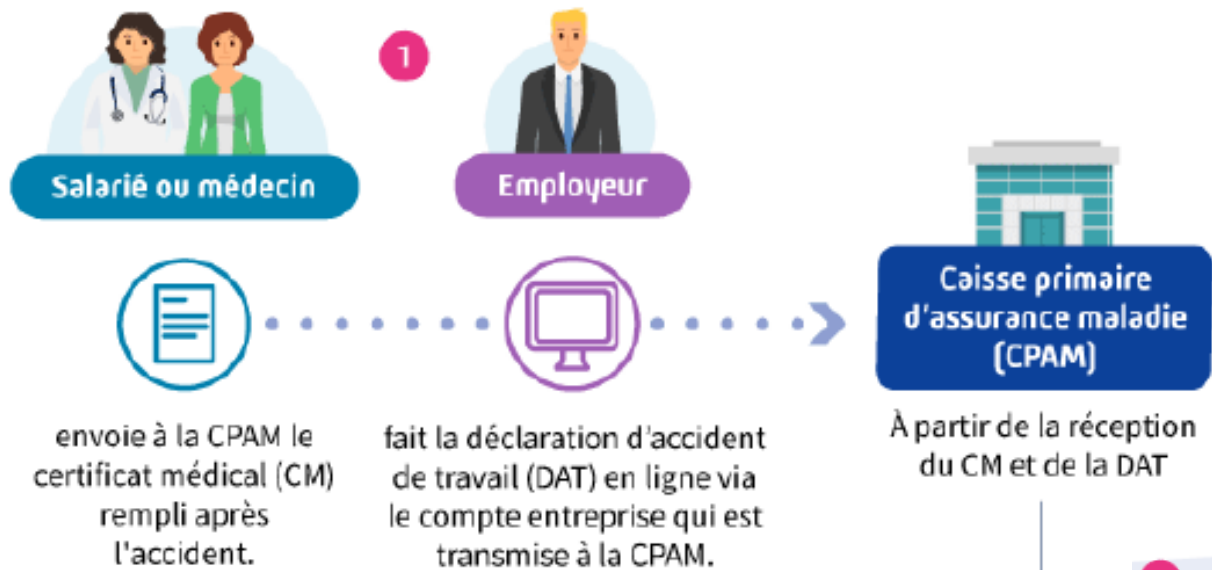 1
Salarié ou médecin
Employeur
Caisse primaire
d'assurance maladie
(CPAM)
envoie à la CPAM le
certificat médical (CM)
rempli après
l'accident.
fait la déclaration d'accident
de travail (DAT) en ligne via
le compte entreprise qui est
transmise à la CPAM.
À partir de la réception
du CM et de la DAT